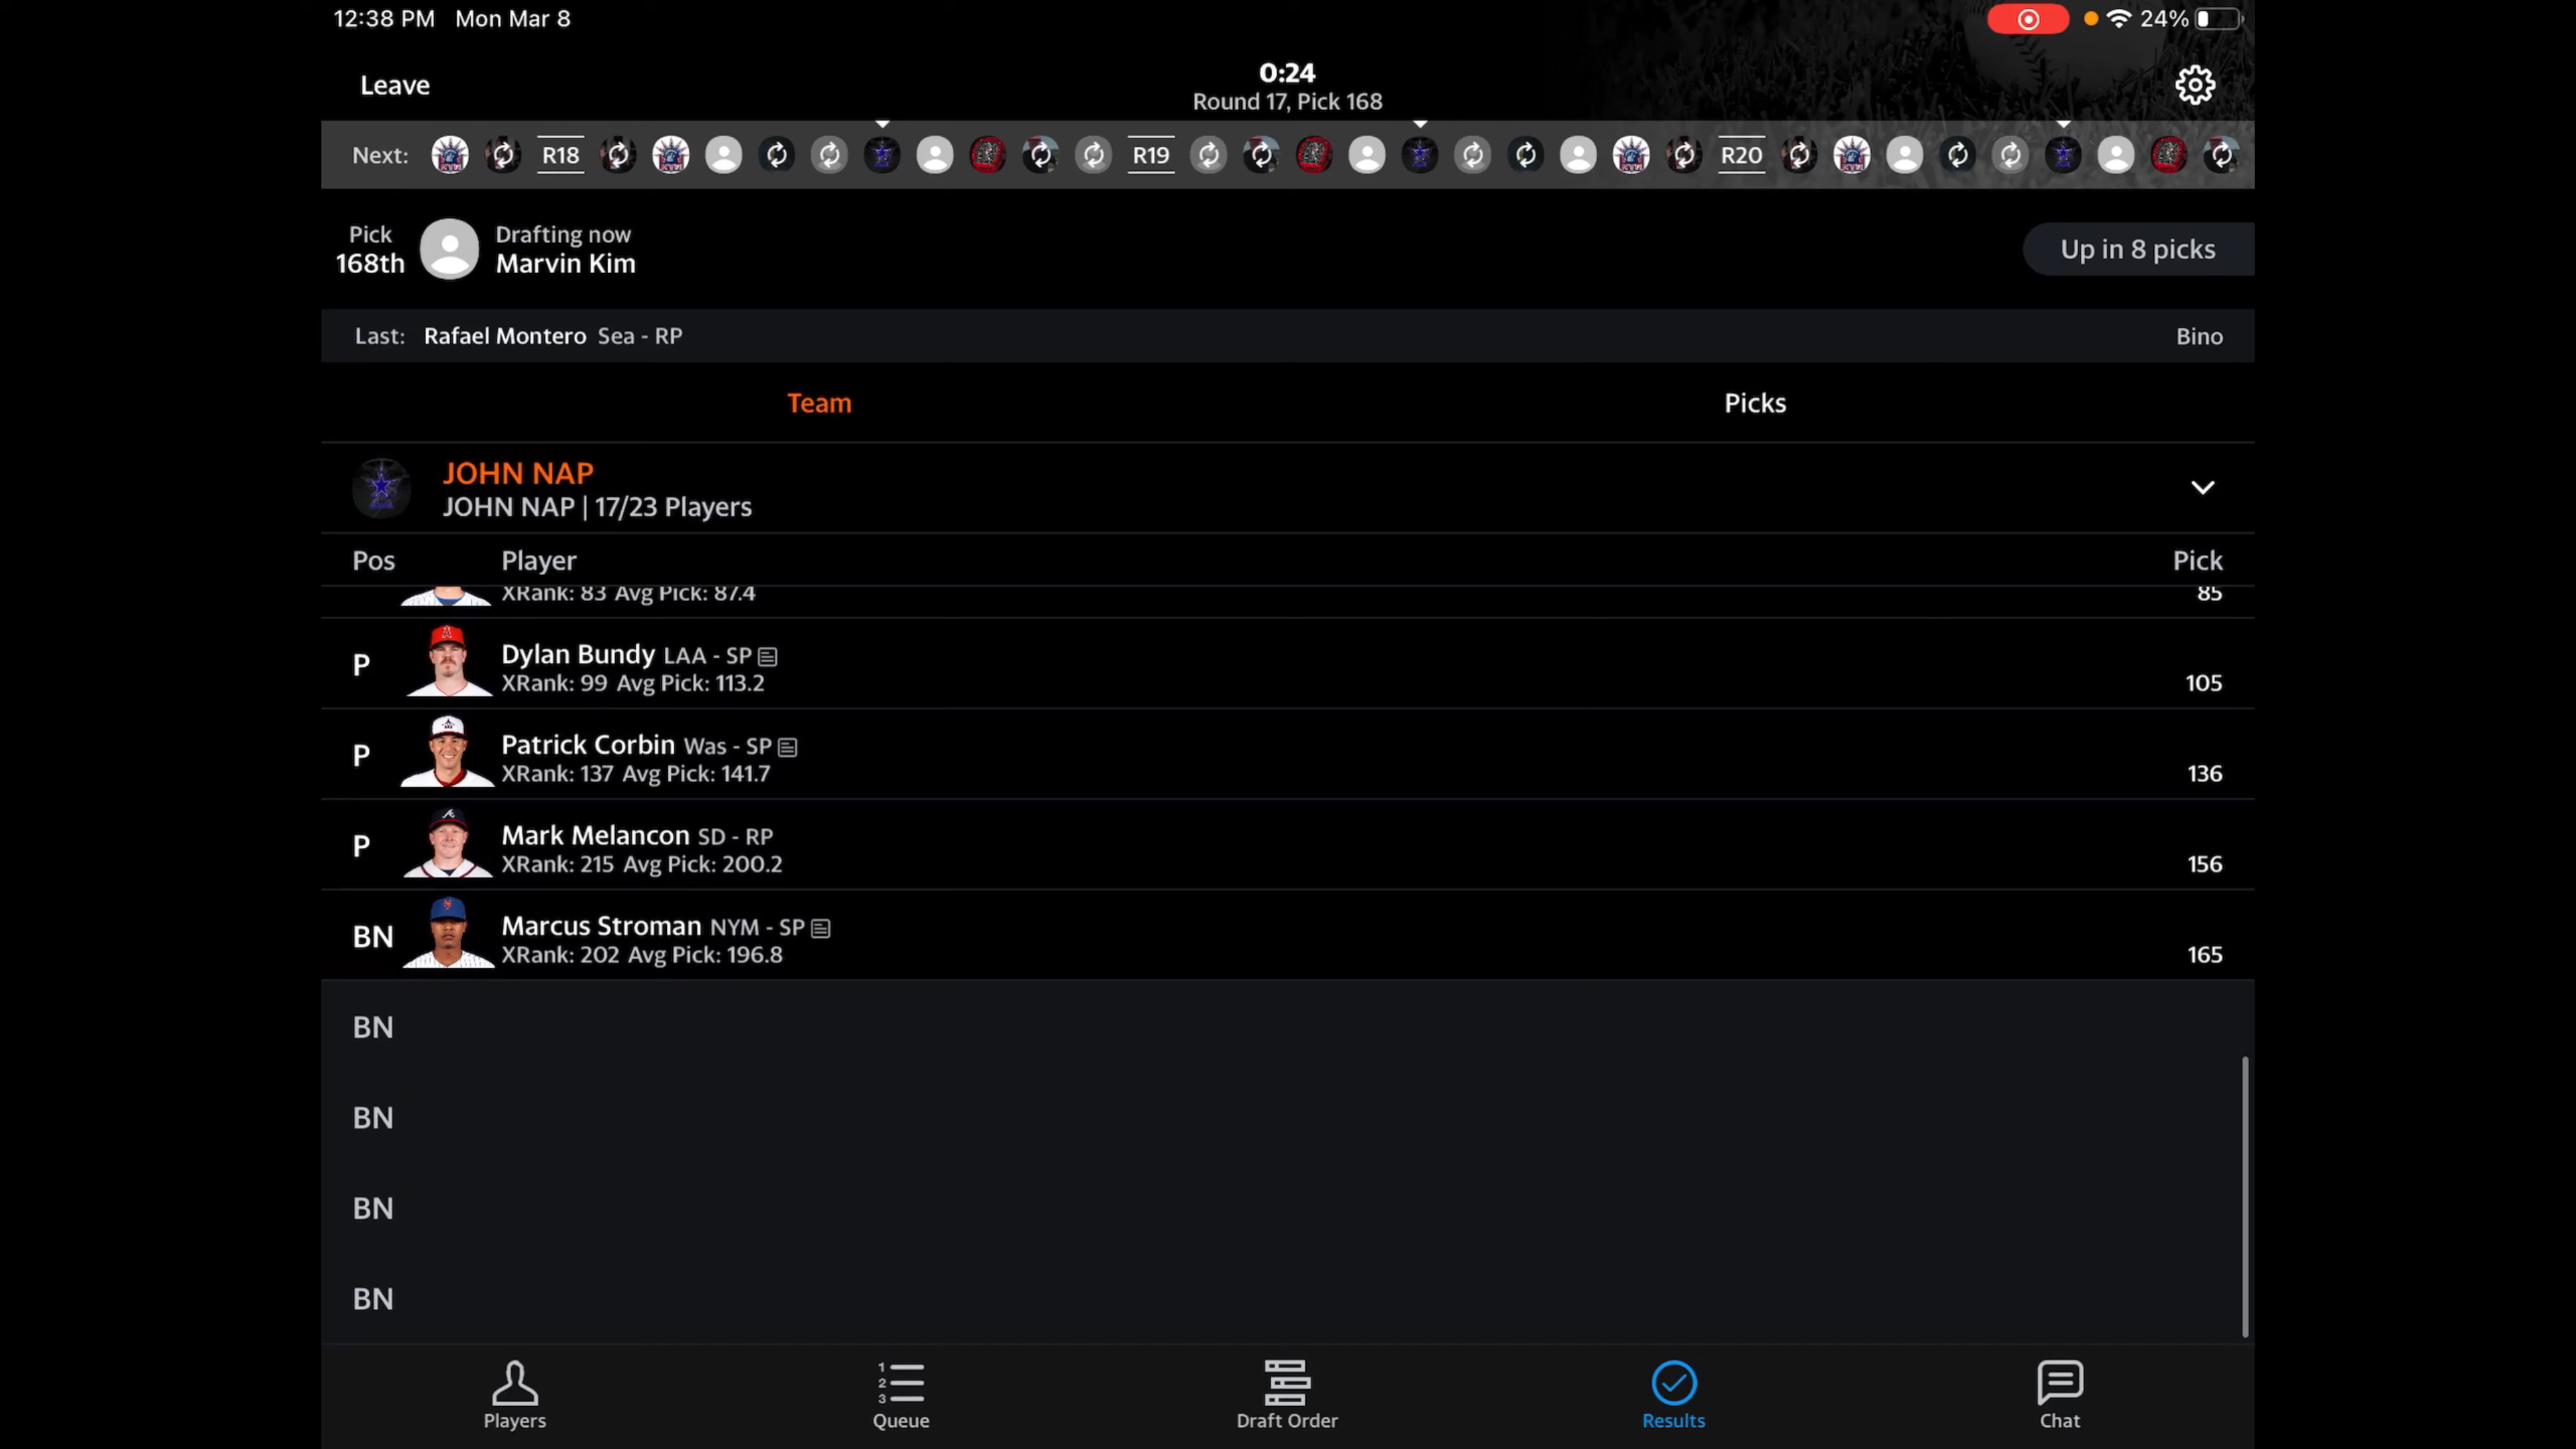 12:38 PM Mon Mar 8
24%
Leave
0:24
Round 17, Pick 168
Next: R18 R19 R20
Pick
168th
Drafting now
Marvin Kim
Up in 8 picks
Last: Rafael Montero Sea - RP Bino
Team Picks
JOHN NAP
JOHN NAP | 17/23 Players
Pos Player Pick
XRank: 83 Avg Pick: 87.4 85
P Dylan Bundy LAA - SP
XRank: 99 Avg Pick: 113.2 105
P Patrick Corbin Was - SP
XRank: 137 Avg Pick: 141.7 136
P Mark Melancon SD - RP
XRank: 215 Avg Pick: 200.2 156
BN Marcus Stroman NYM - SP
XRank: 202 Avg Pick: 196.8 165
BN
BN
BN
BN
Players Queue Draft Order Results Chat